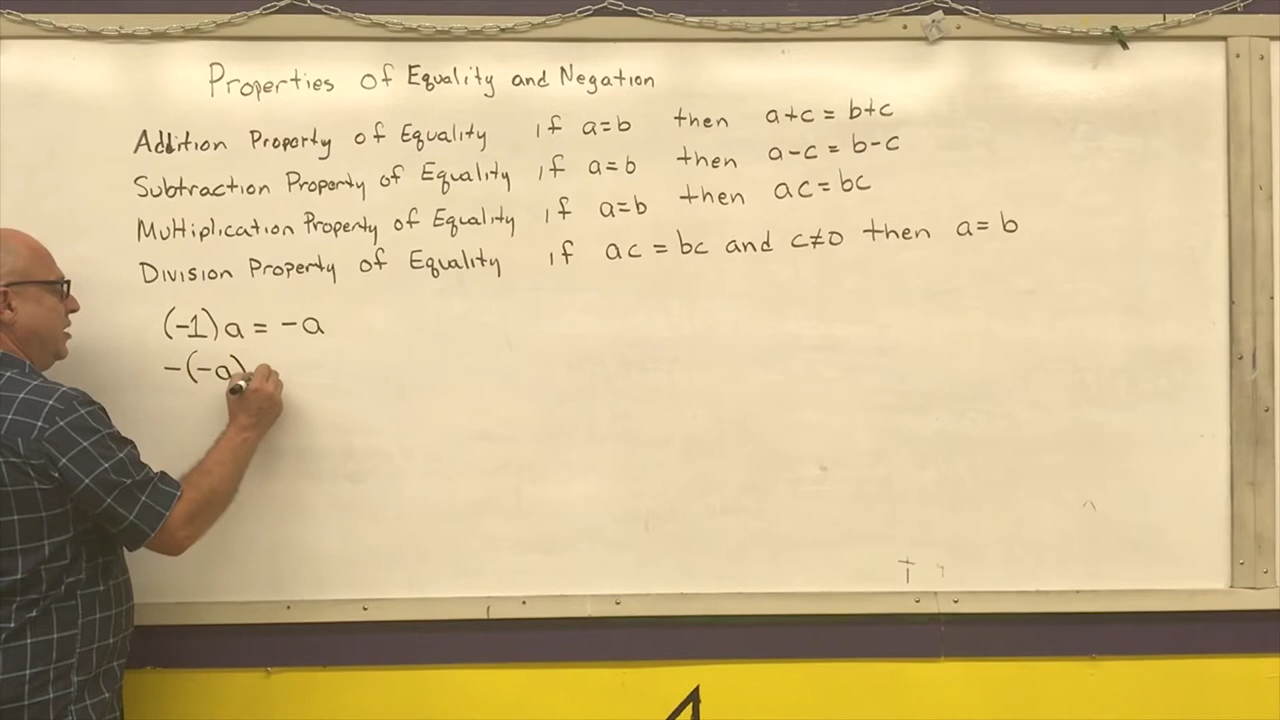 Properties of Equality and Negation
Addition Property of Equality if a=b then a+c = b+c
Subtraction Property of Equality if a=b then a-c = b-c
Multiplication Property of Equality if a=b then ac = bc
Division Property of Equality if ac = bc and c≠0 then a=b
(-1)a = -a
-(-a)